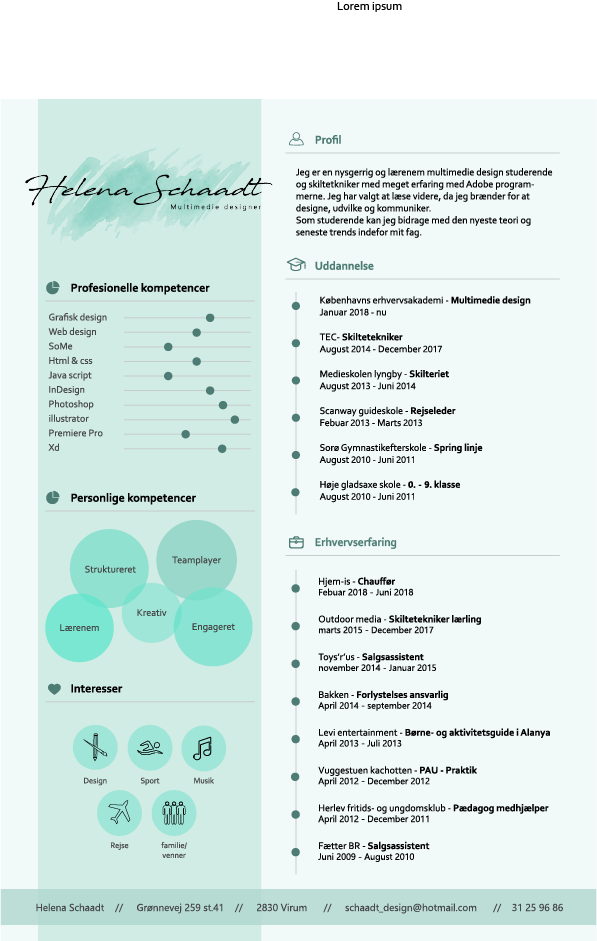 Lorem ipsum
Helena Schaadt
Multimedie designer
Profesionelle kompetencer
Grafisk design
Web design
SoMe
Html & css
Java script
InDesign
Photoshop
illustrator
Premiere Pro
Xd
Personlige kompetencer
Struktureret
Teamplayer
Kreativ
Lærenem
Engageret
Interesser
Design
Sport
Musik
Rejse
familie/
venner
Profil
Jeg er en nysgerrig og lærenem multimedie design studerende
og skiltetkniker med meget erfaring med Adobe program-
merne. Jeg har valgt at læse videre, da jeg brænder for at
designe, udvilke og kommuniker.
Som studerende kan jeg bidrage med den nyeste teori og
seneste trends indefor mit fag.
Uddannelse
Københavns erhvervsakademi - Multimedie design
Januar 2018 - nu
TEC- Skiltetekniker
August 2014 - December 2017
Medieskolen lyngby - Skilteriet
August 2013 - Juni 2014
Scanway guideskole - Rejseleder
Febuar 2013 - Marts 2013
Sorø Gymnastikefterskole - Spring linje
August 2010 - Juni 2011
Høje gladsaxe skole - 0. - 9. klasse
August 2010 - Juni 2011
Erhvervserfaring
Hjem-is - Chauffør
Febuar 2018 - Juni 2018
Outdoor media - Skiltetekniker lærling
marts 2015 - December 2017
Toys'r'us - Salgsassistent
november 2014 - Januar 2015
Bakken - Forlystelses ansvarlig
April 2014 - september 2014
Levi entertainment - Børne- og aktivitetsguide i Alanya
April 2013 - Juli 2013
Vuggestuen kachotten - PAU - Praktik
April 2012 - December 2012
Herlev fritids- og ungdomsklub - Pædagog medhjælper
April 2012 - December 2011
Fætter BR - Salgsassistent
Juni 2009 - August 2010
Helena Schaadt // Grønnevej 259 st.41 // 2830 Virum // schaadt_design@hotmail.com // 31 25 96 86